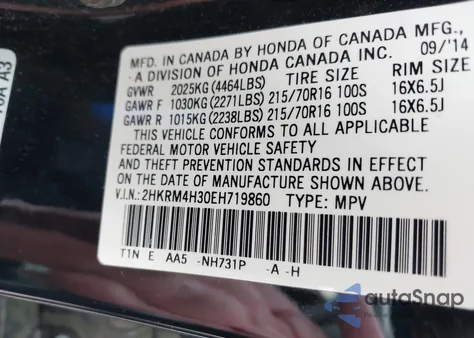 MFD. IN CANADA BY HONDA OF CANADA MFG.,
-A DIVISION OF HONDA CANADA INC. 09/'14
GVWR 2025KG(4464LBS) TIRE SIZE RIM SIZE
GAWR F 1030KG(2271LBS) 215/70R16 100S 16X6.5J
GAWR R 1015KG(2238LBS) 215/70R16 100S 16X6.5J
THIS VEHICLE CONFORMS TO ALL APPLICABLE
FEDERAL MOTOR VEHICLE SAFETY
AND THEFT PREVENTION STANDARDS IN EFFECT
ON THE DATE OF MANUFACTURE SHOWN ABOVE.
V.I.N.: 2HKRM4H30EH719860 TYPE: MPV
T1N E AA5 -NH731P -A -H
A3
autoSnap